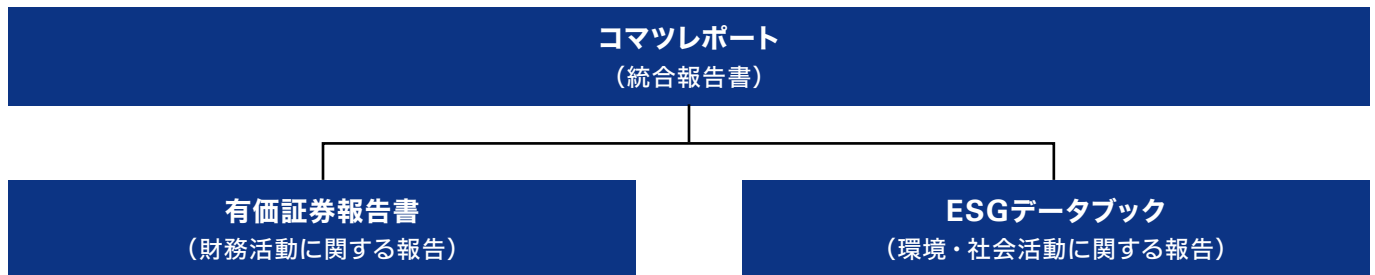 コマツレポート
（統合報告書）
有価証券報告書
（財務活動に関する報告）
ESGデータブック
（環境・社会活動に関する報告）